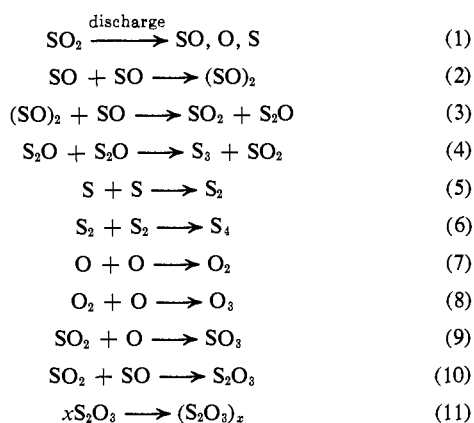 SO₂ —discharge→ SO, O, S (1)
SO + SO ⟶ (SO)₂ (2)
(SO)₂ + SO ⟶ SO₂ + S₂O (3)
S₂O + S₂O ⟶ S₃ + SO₂ (4)
S + S ⟶ S₂ (5)
S₂ + S₂ ⟶ S₄ (6)
O + O ⟶ O₂ (7)
O₂ + O ⟶ O₃ (8)
SO₂ + O ⟶ SO₃ (9)
SO₂ + SO ⟶ S₂O₃ (10)
xS₂O₃ ⟶ (S₂O₃)ₓ (11)